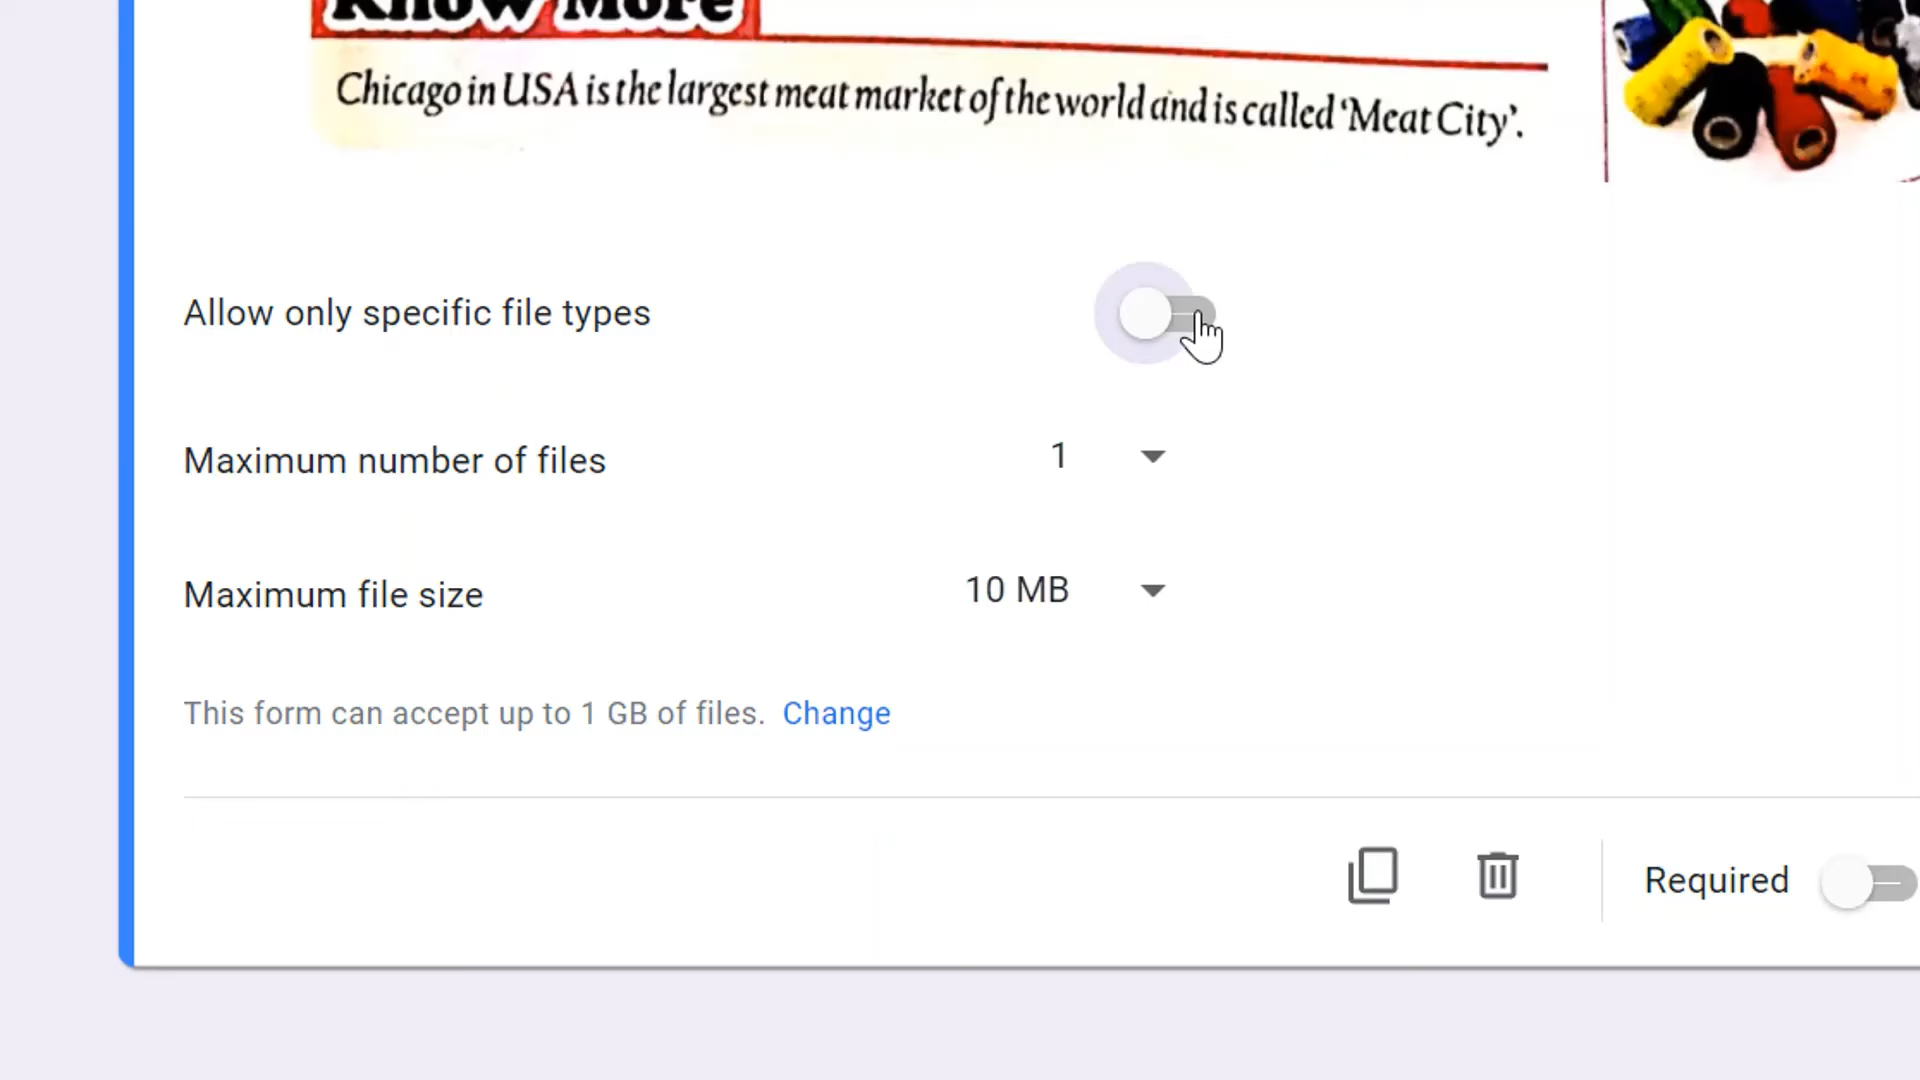 Know More
Chicago in USA is the largest meat market of the world and is called 'Meat City'.
Allow only specific file types
Maximum number of files 1
Maximum file size 10 MB
This form can accept up to 1 GB of files. Change
Required